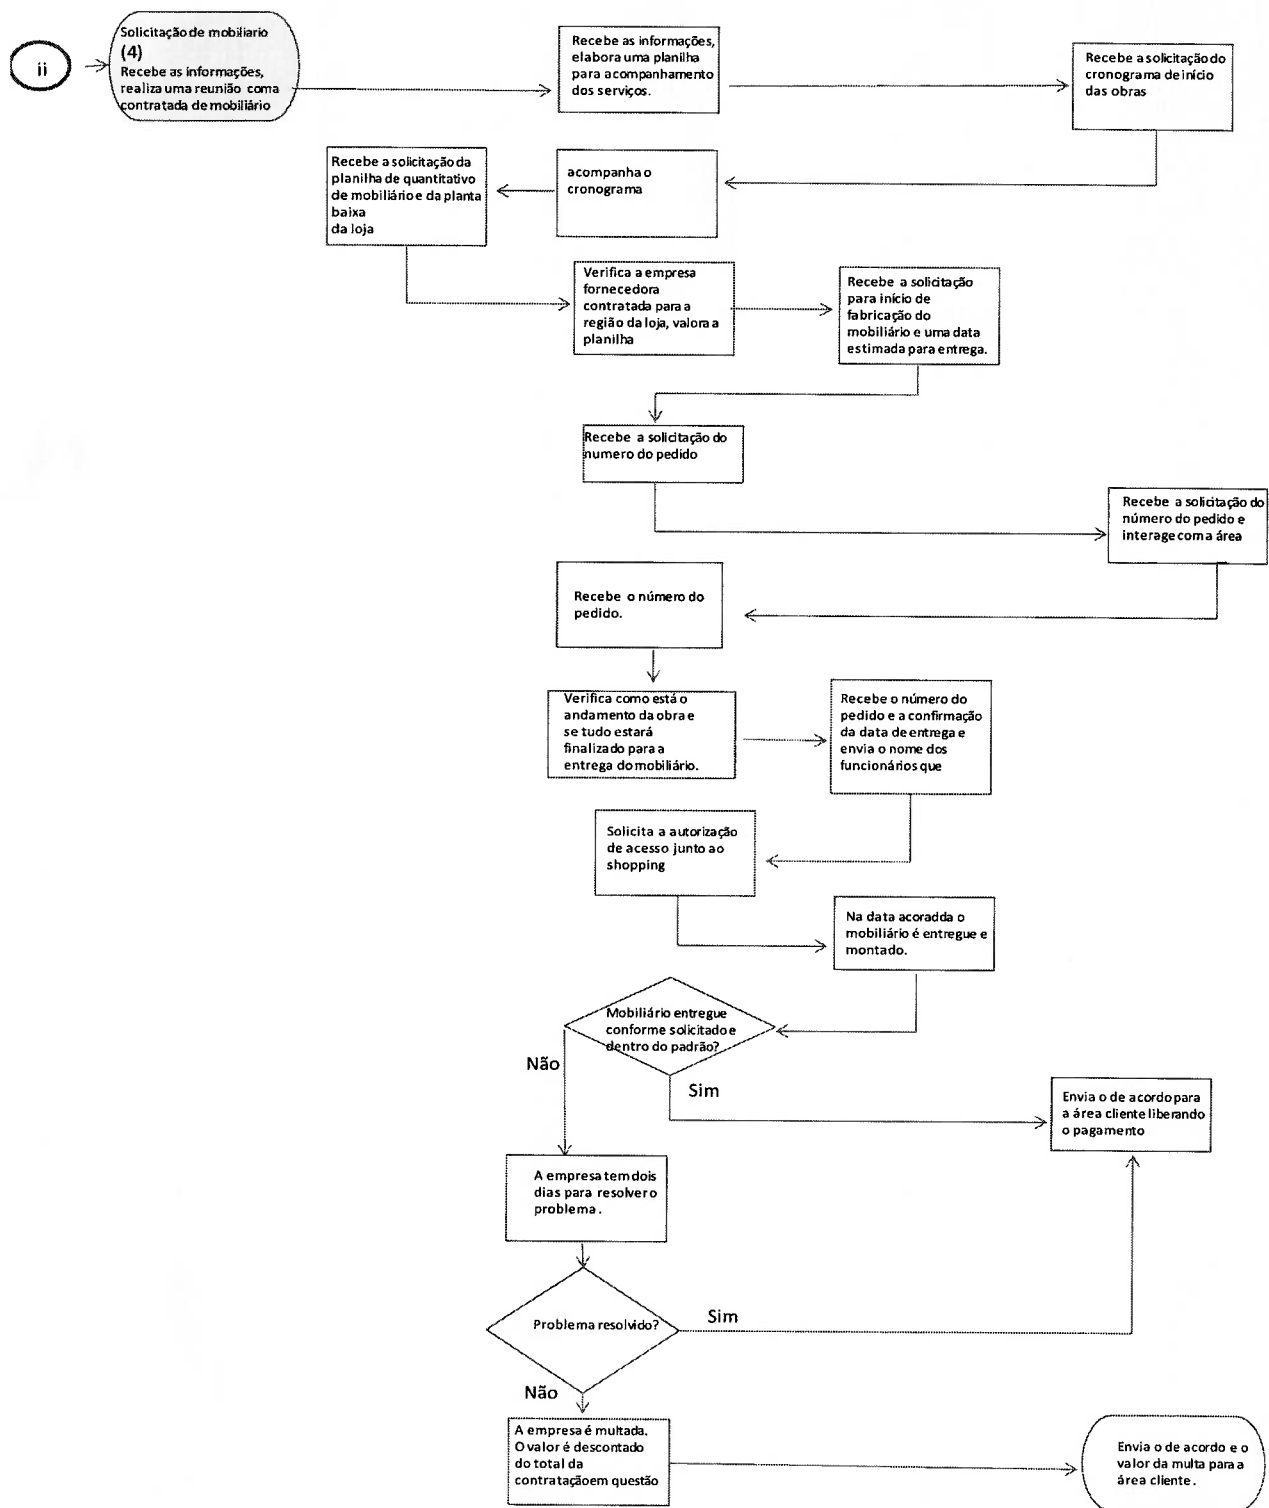 ii
Solicitação de mobiliario
(4)
Recebe as informações,
realiza uma reunião com a
contratada de mobiliário
Recebe as informações,
elabora uma planilha
para acompanhamento
dos serviços.
Recebe a solicitação do
cronograma de início
das obras
acompanha o
cronograma
Recebe a solicitação da
planilha de quantitativo
de mobiliário e da planta
baixa
da loja
Verifica a empresa
fornecedora
contratada para a
região da loja, valora a
planilha
Recebe a solicitação
para início de
fabricação do
mobiliário e uma data
estimada para entrega.
Recebe a solicitação do
numero do pedido
Recebe a solicitação do
número do pedido e
interage com a área
Recebe o número do
pedido.
Verifica como está o
andamento da obra e
se tudo estará
finalizado para a
entrega do mobiliário.
Recebe o número do
pedido e a confirmação
da data de entrega e
envia o nome dos
funcionários que
Solicita a autorização
de acesso junto ao
shopping
Na data acoradda o
mobiliário é entregue e
montado.
Mobiliário entregue
conforme solicitado e
dentro do padrão?
Não
Sim
Envia o de acordo para
a área cliente liberando
o pagamento
A empresa tem dois
dias para resolver o
problema.
Problema resolvido?
Sim
Não
A empresa é multada.
O valor é descontado
do total da
contratação em questão
Envia o de acordo e o
valor da multa para a
área cliente.